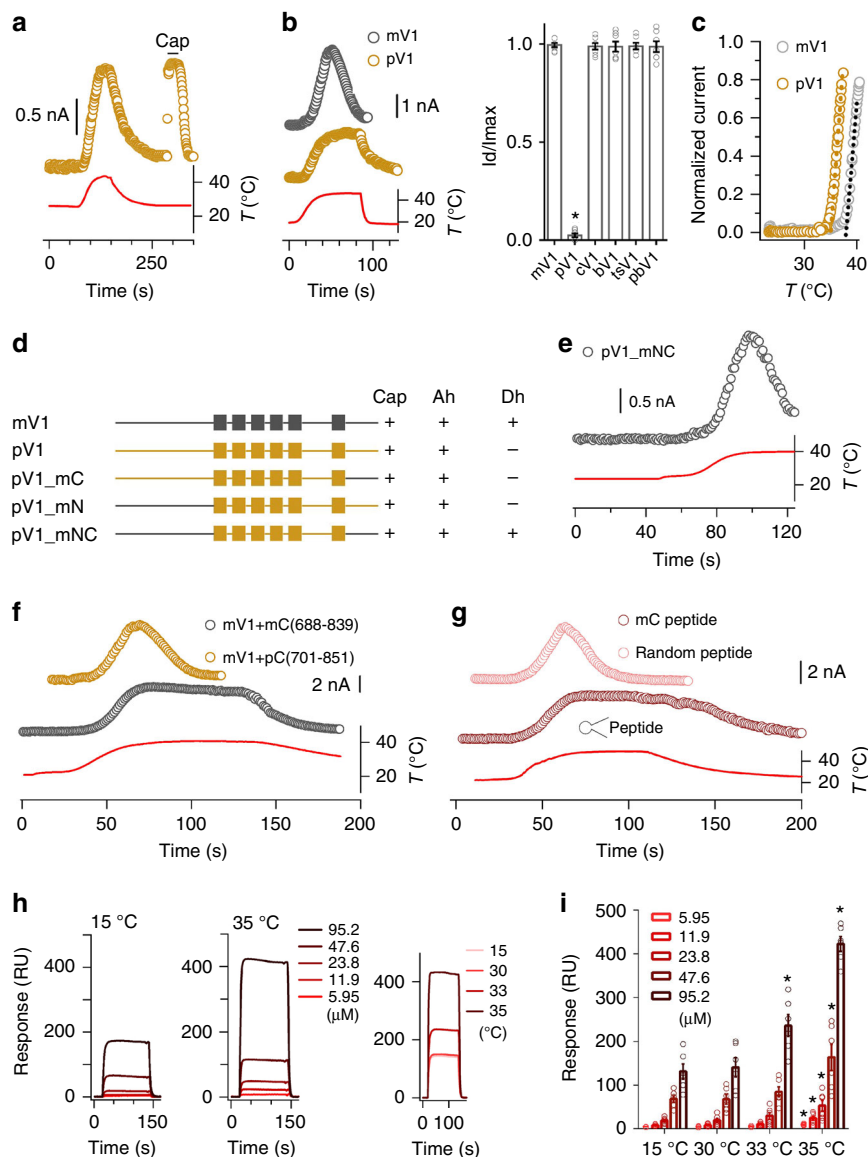 a
Cap
0.5 nA
40
20
T (°C)
0
250
Time (s)
b
mV1
pV1
1 nA
40
20
T (°C)
0
100
Time (s)
1.0
0.5
0.0
Id/Imax
*
mV1
pV1
cV1
bV1
tsV1
pbV1
c
mV1
pV1
0.8
0.6
0.4
0.2
0.0
Normalized current
30
40
T (°C)
d
Cap Ah Dh
mV1 + + +
pV1 + + −
pV1_mC + + −
pV1_mN + + −
pV1_mNC + + +
e
pV1_mNC
0.5 nA
40
20
T (°C)
0 40 80 120
Time (s)
f
mV1+mC(688-839)
mV1+pC(701-851)
2 nA
40
20
T (°C)
0 50 100 150 200
Time (s)
g
mC peptide
Random peptide
2 nA
Peptide
40
20
T (°C)
0 50 100 150 200
Time (s)
h
15 °C
400
200
0
Response (RU)
0 150
Time (s)
35 °C
400
200
0
0 150
Time (s)
95.2
47.6
23.8
11.9
5.95
(μM)
400
200
0
0 100
Time (s)
15
30
33
35
(°C)
i
500
400
300
200
100
0
Response (RU)
5.95
11.9
23.8
47.6
95.2
(μM)
* * * * * *
15 °C 30 °C 33 °C 35 °C